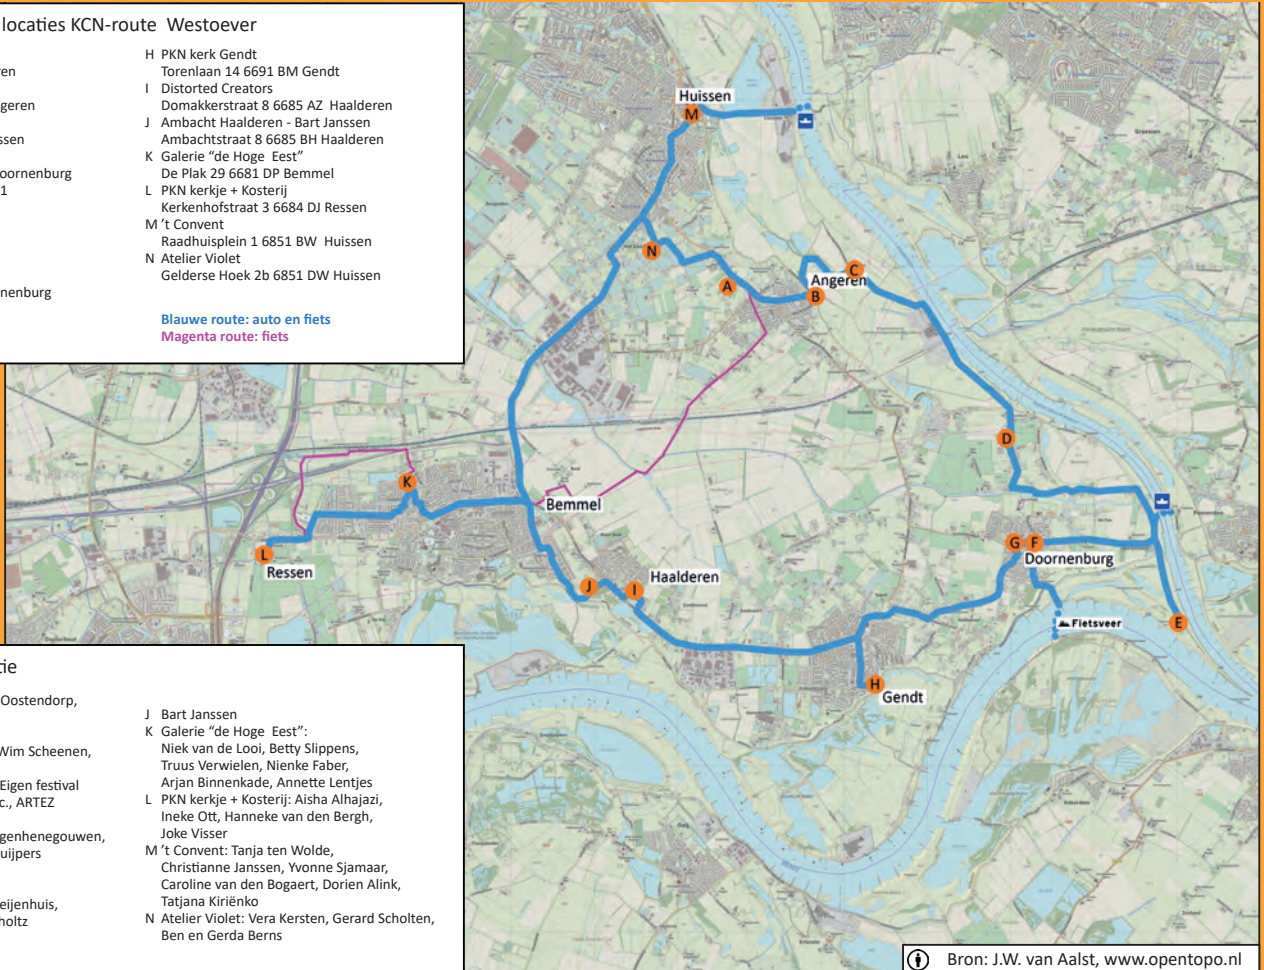 locaties KCN-route Westoever
ren
geren
ssen
oornenburg
1
nenburg
H PKN kerk Gendt
Torenlaan 14 6691 BM Gendt
I Distorted Creators
Domakkerstraat 8 6685 AZ Haalderen
J Ambacht Haalderen - Bart Janssen
Ambachtstraat 8 6685 BH Haalderen
K Galerie “de Hoge Eest”
De Plak 29 6681 DP Bemmel
L PKN kerkje + Kosterij
Kerkenhofstraat 3 6684 DJ Ressen
M ’t Convent
Raadhuisplein 1 6851 BW Huissen
N Atelier Violet
Gelderse Hoek 2b 6851 DW Huissen
Blauwe route: auto en fiets
Magenta route: fiets
Huissen
M
N
A
Angeren
C
B
D
K
Bemmel
L
Ressen
J
I
Haalderen
G
F
Doornenburg
Fietsveer
E
H
Gendt
tie
Oostendorp,
Wim Scheenen,
Eigen festival
c., ARTEZ
genhenegouwen,
uijpers
eijenhuis,
holtz
J Bart Janssen
K Galerie “de Hoge Eest”:
Niek van de Looi, Betty Slippens,
Truus Verwielen, Nienke Faber,
Arjan Binnenkade, Annette Lentjes
L PKN kerkje + Kosterij: Aisha Alhajazi,
Ineke Ott, Hanneke van den Bergh,
Joke Visser
M ’t Convent: Tanja ten Wolde,
Christianne Janssen, Yvonne Sjamaar,
Caroline van den Bogaert, Dorien Alink,
Tatjana Kiriënko
N Atelier Violet: Vera Kersten, Gerard Scholten,
Ben en Gerda Berns
Bron: J.W. van Aalst, www.opentopo.nl